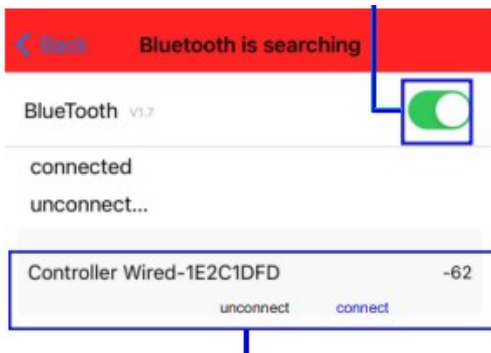 Back Bluetooth is searching
BlueTooth V1.7
connected
unconnect...
Controller Wired-1E2C1DFD -62
unconnect connect